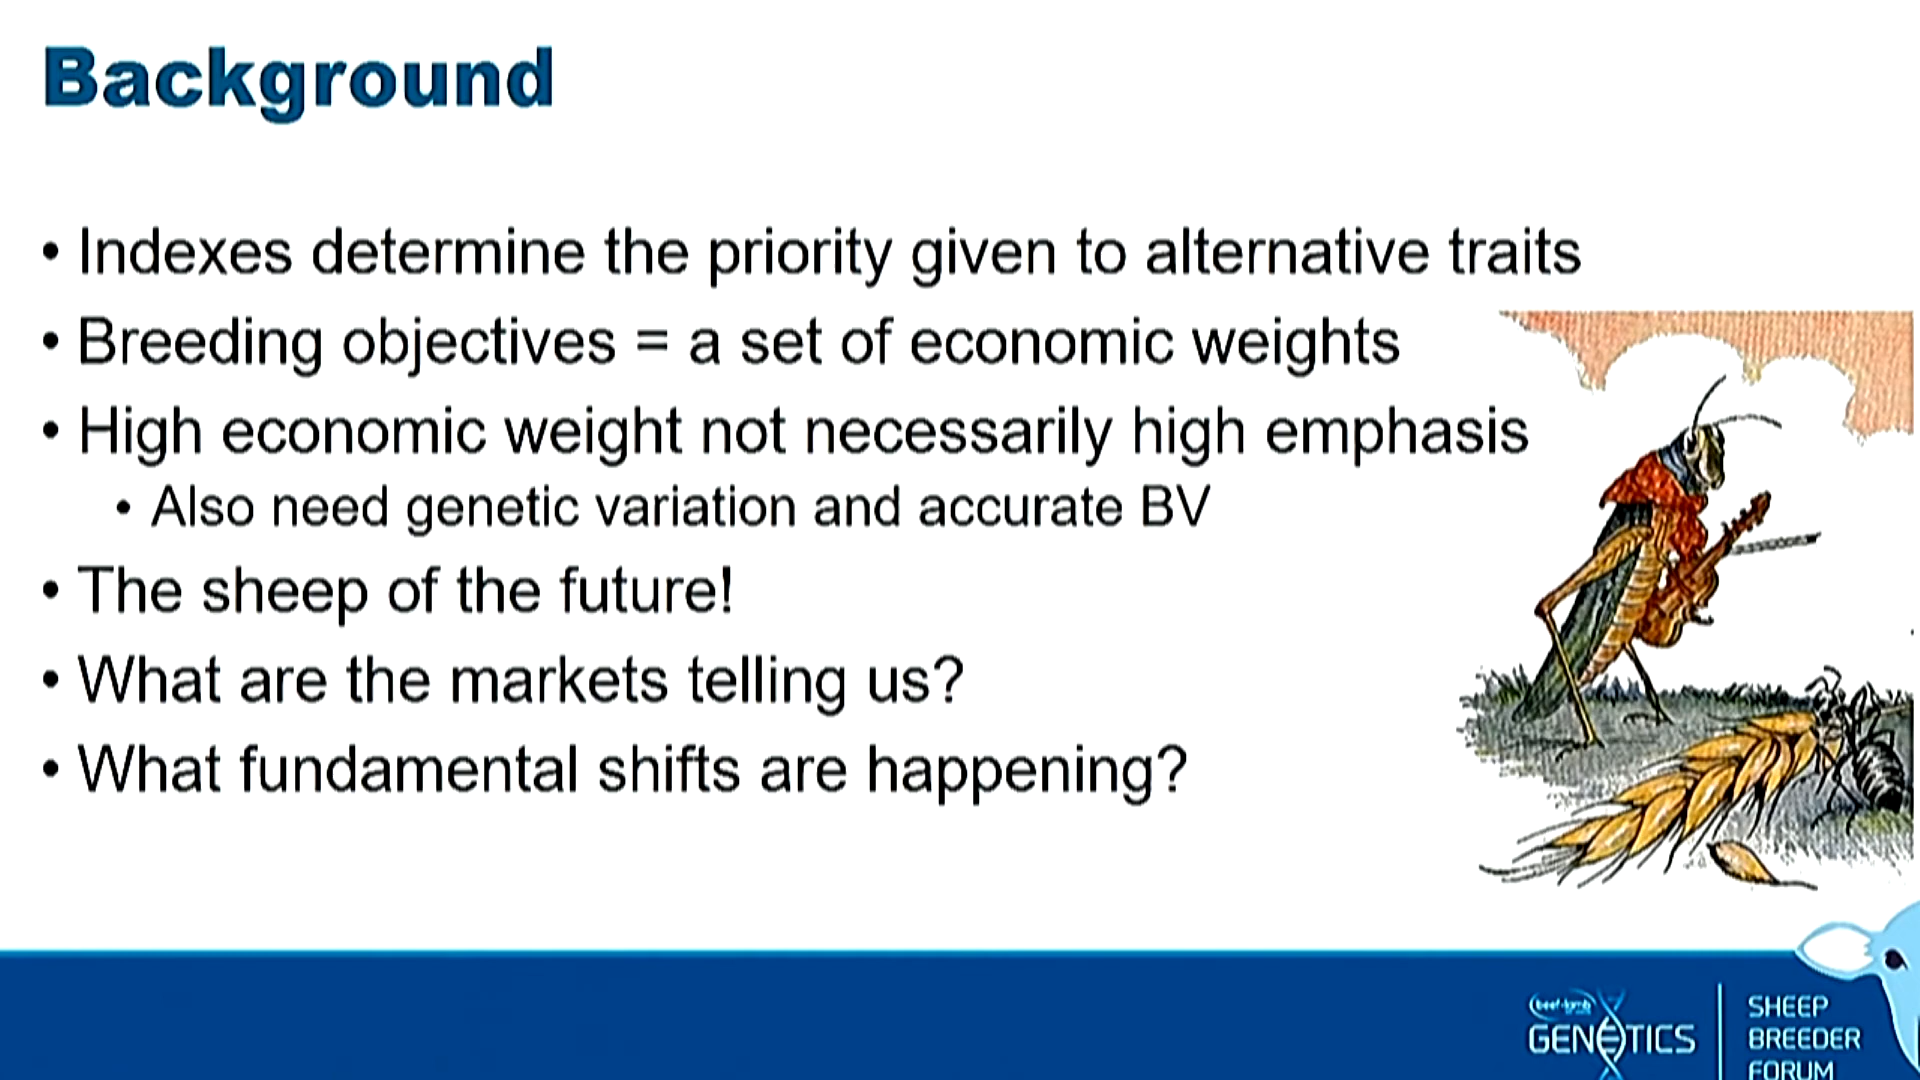 Background
• Indexes determine the priority given to alternative traits
• Breeding objectives = a set of economic weights
• High economic weight not necessarily high emphasis
• Also need genetic variation and accurate BV
• The sheep of the future!
• What are the markets telling us?
• What fundamental shifts are happening?
beef+lamb
GENETICS
SHEEP
BREEDER
FORUM